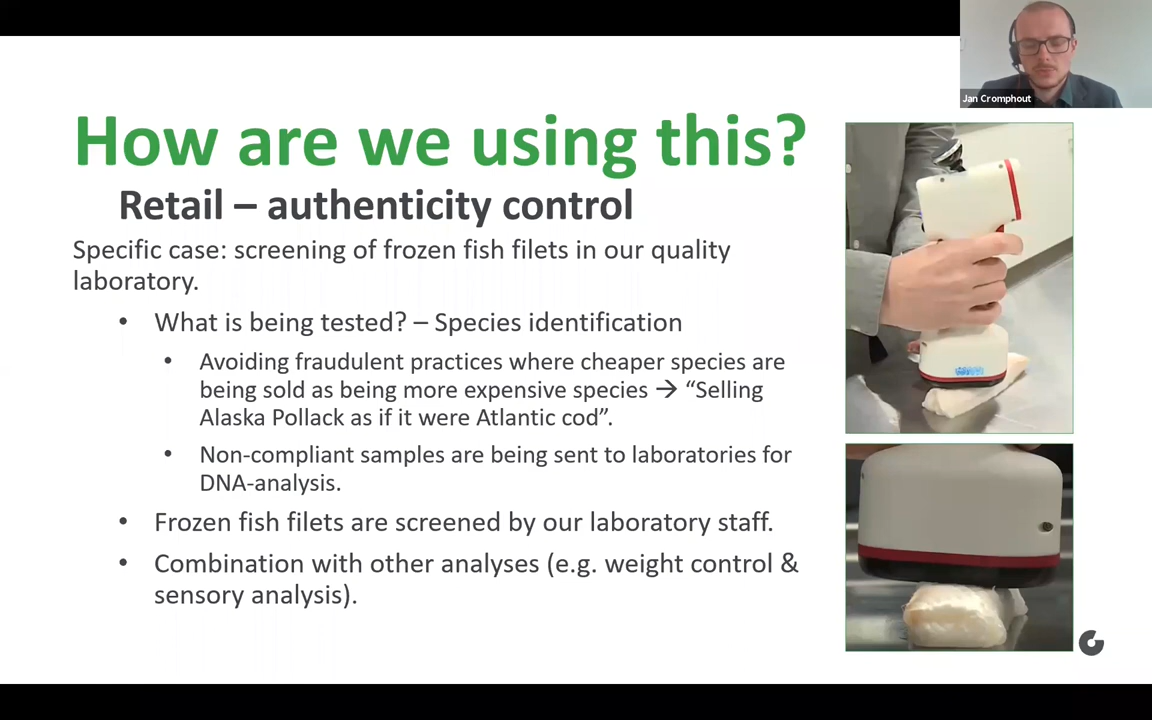 Jan Cromphout
How are we using this?
Retail – authenticity control
Specific case: screening of frozen fish filets in our quality
laboratory.
• What is being tested? – Species identification
• Avoiding fraudulent practices where cheaper species are
being sold as being more expensive species → “Selling
Alaska Pollack as if it were Atlantic cod”.
• Non-compliant samples are being sent to laboratories for
DNA-analysis.
• Frozen fish filets are screened by our laboratory staff.
• Combination with other analyses (e.g. weight control &
sensory analysis).